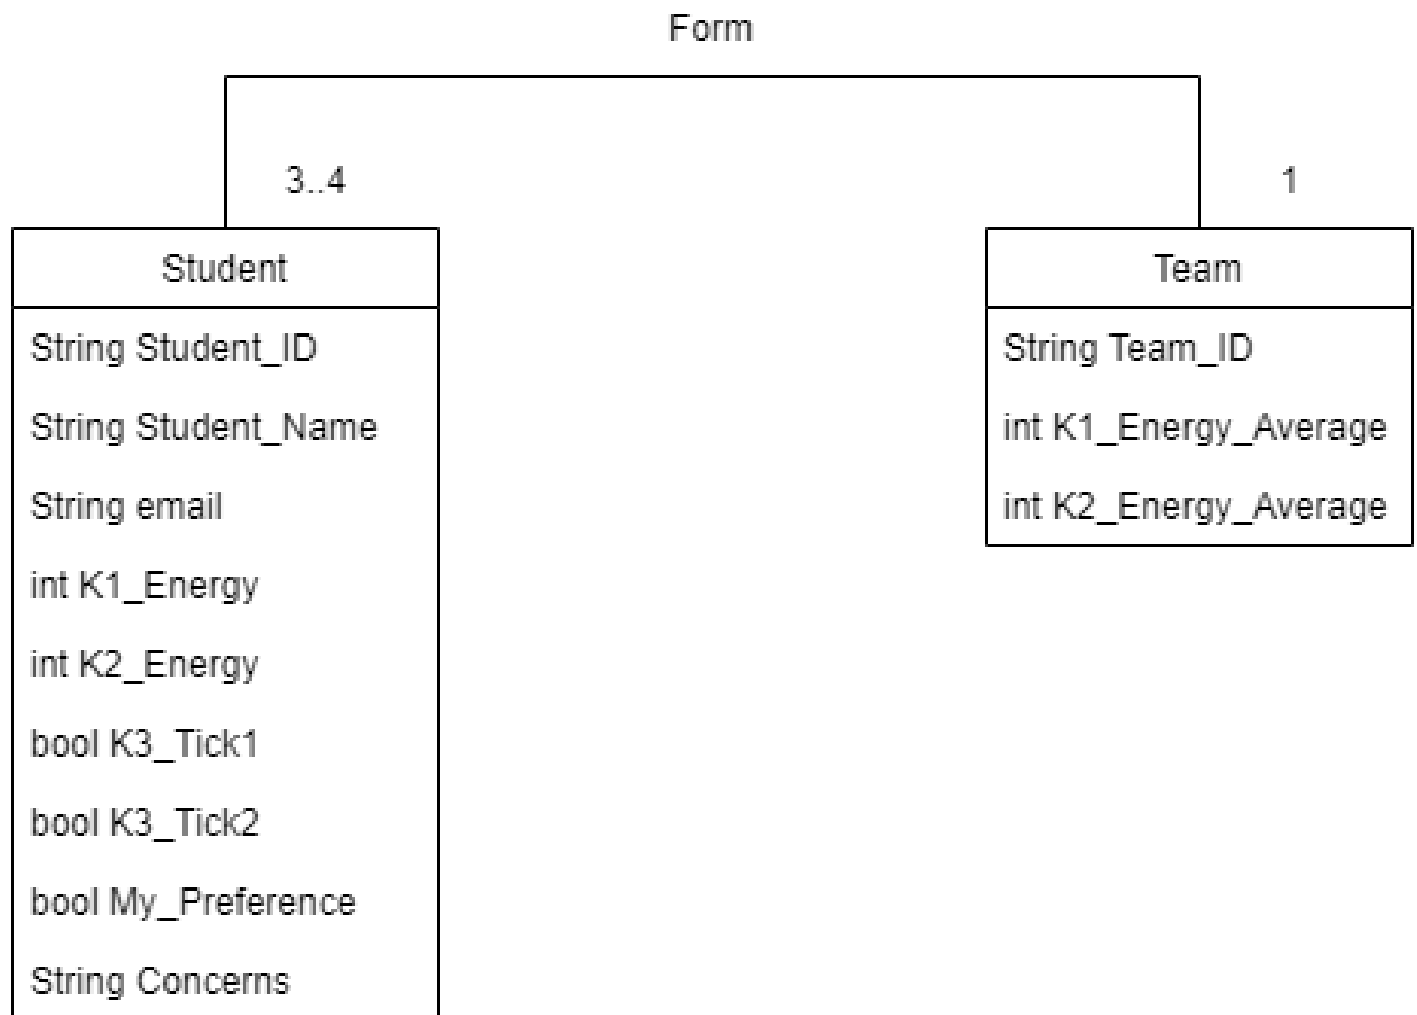 Form
3..4
1
Student
String Student_ID
String Student_Name
String email
int K1_Energy
int K2_Energy
bool K3_Tick1
bool K3_Tick2
bool My_Preference
String Concerns
Team
String Team_ID
int K1_Energy_Average
int K2_Energy_Average